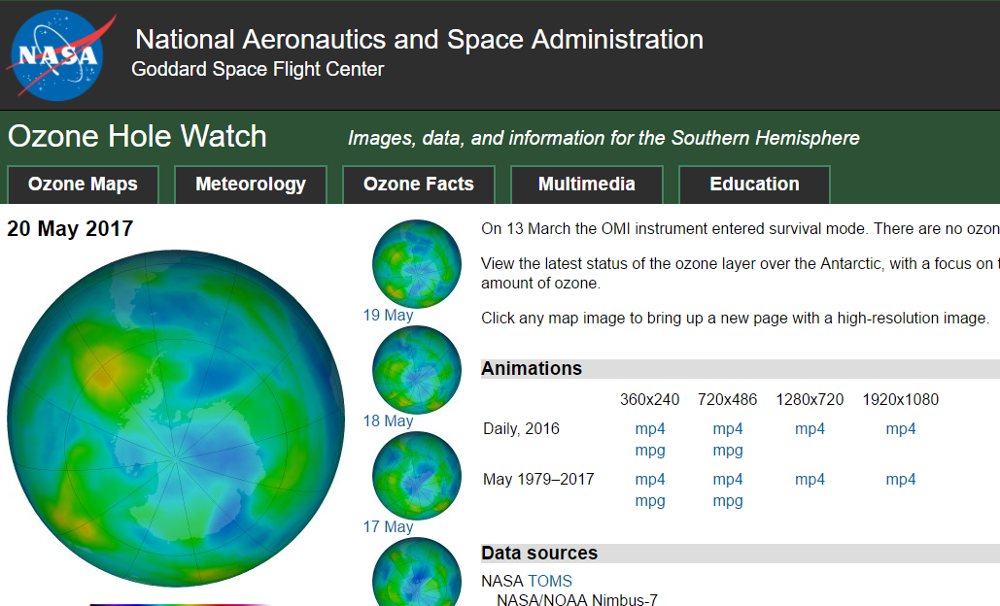 NASA
National Aeronautics and Space Administration
Goddard Space Flight Center
Ozone Hole Watch
Images, data, and information for the Southern Hemisphere
Ozone Maps
Meteorology
Ozone Facts
Multimedia
Education
20 May 2017
19 May
18 May
17 May
On 13 March the OMI instrument entered survival mode. There are no
View the latest status of the ozone layer over the Antarctic, with a focus on
amount of ozone.
Click any map image to bring up a new page with a high-resolution image.
Animations
360x240 720x486 1280x720 1920x1080
Daily, 2016 mp4 mp4 mp4 mp4
mpg mpg
May 1979–2017 mp4 mp4 mp4 mp4
mpg mpg
Data sources
NASA TOMS
NASA/NOAA Nimbus-7